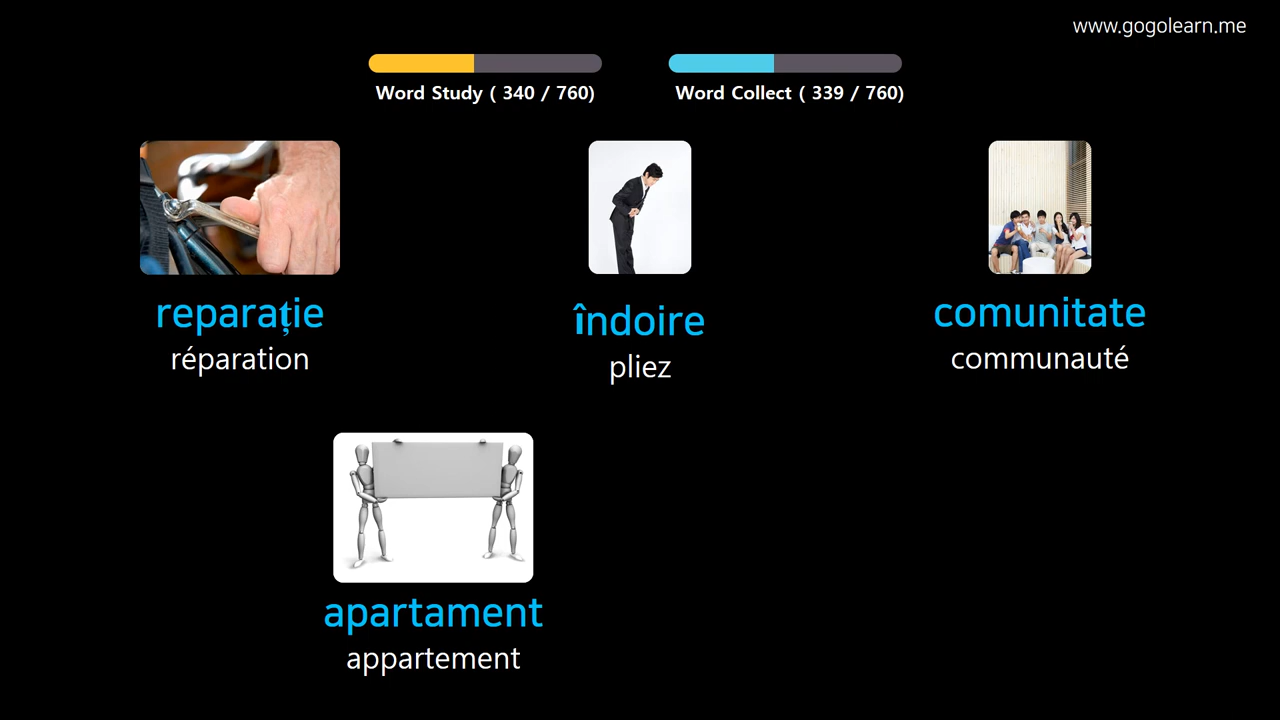 www.gogolearn.me
Word Study ( 340 / 760)
Word Collect ( 339 / 760)
reparație
réparation
îndoire
pliez
comunitate
communauté
apartament
appartement